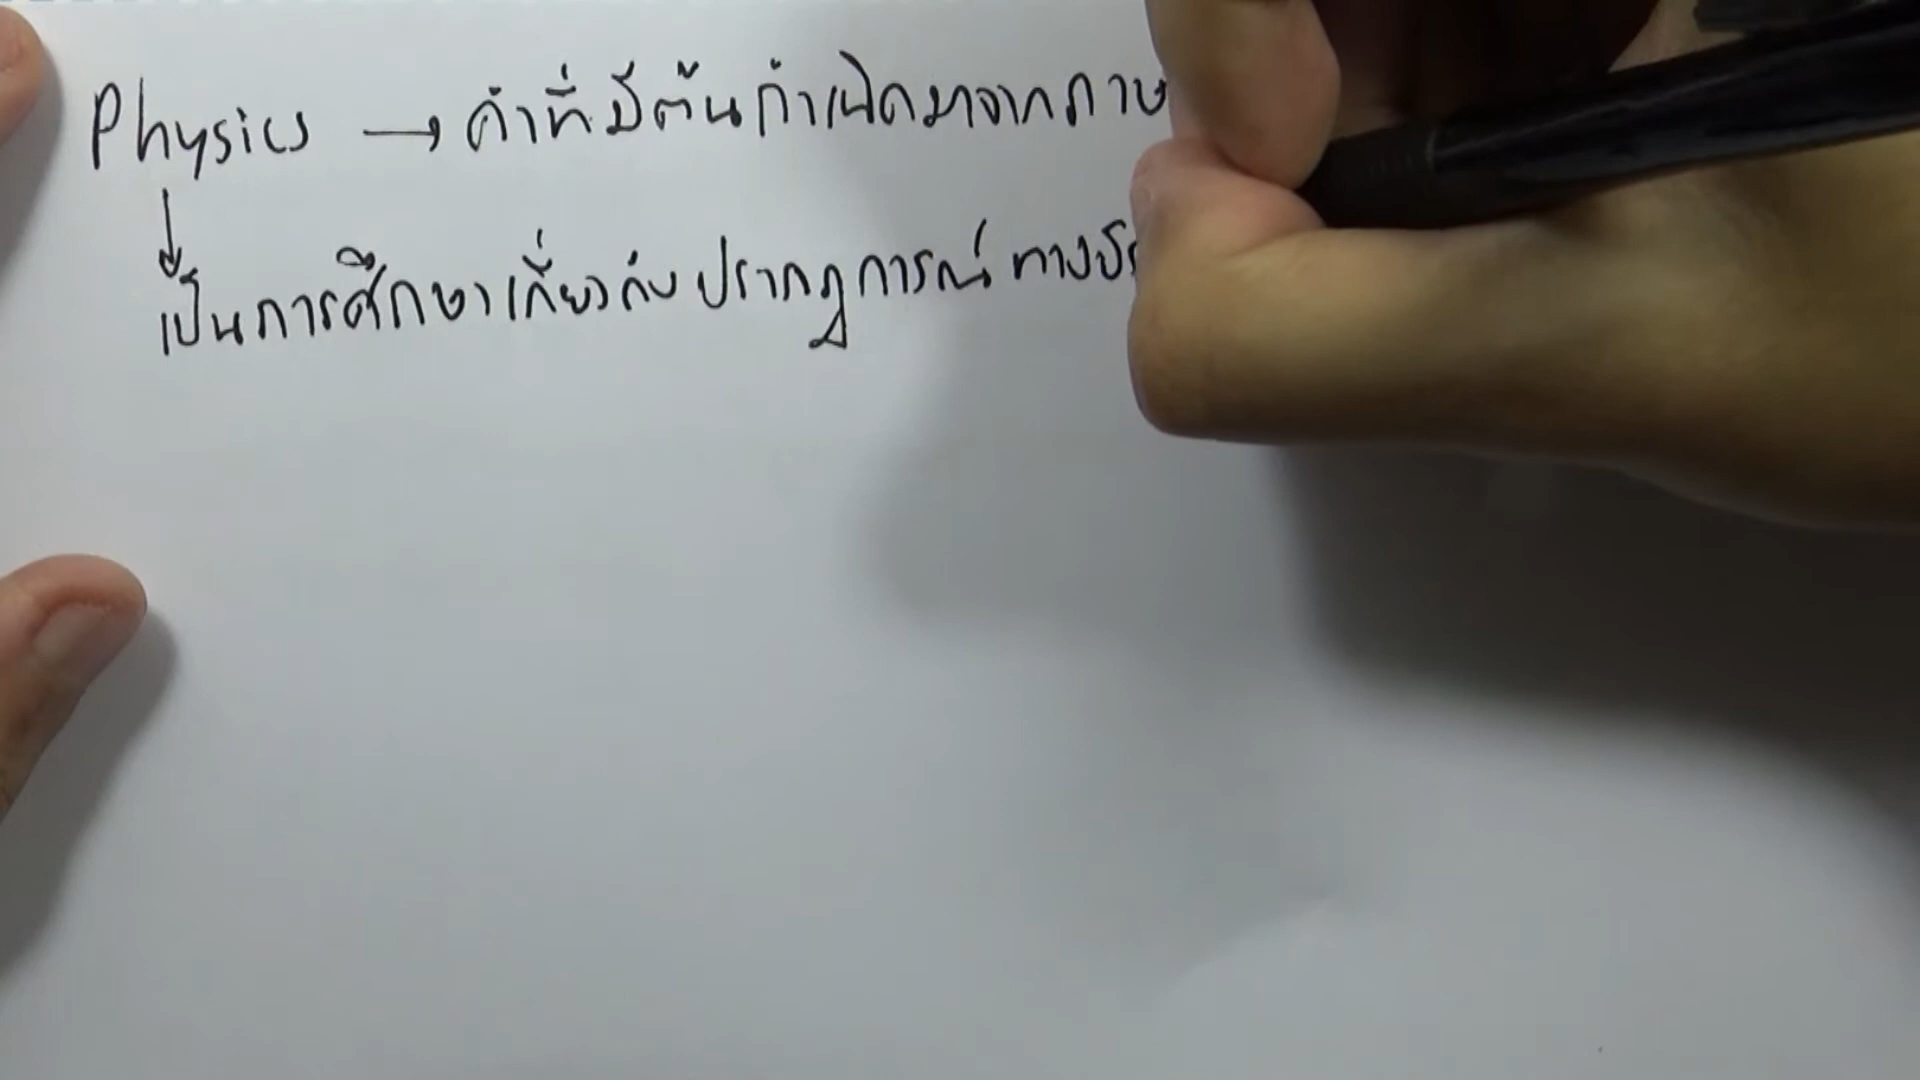 Physics → คำที่มีต้นกำเนิดมาจากภาษ
เป็นการศึกษาเกี่ยวกับปรากฏการณ์ทาง